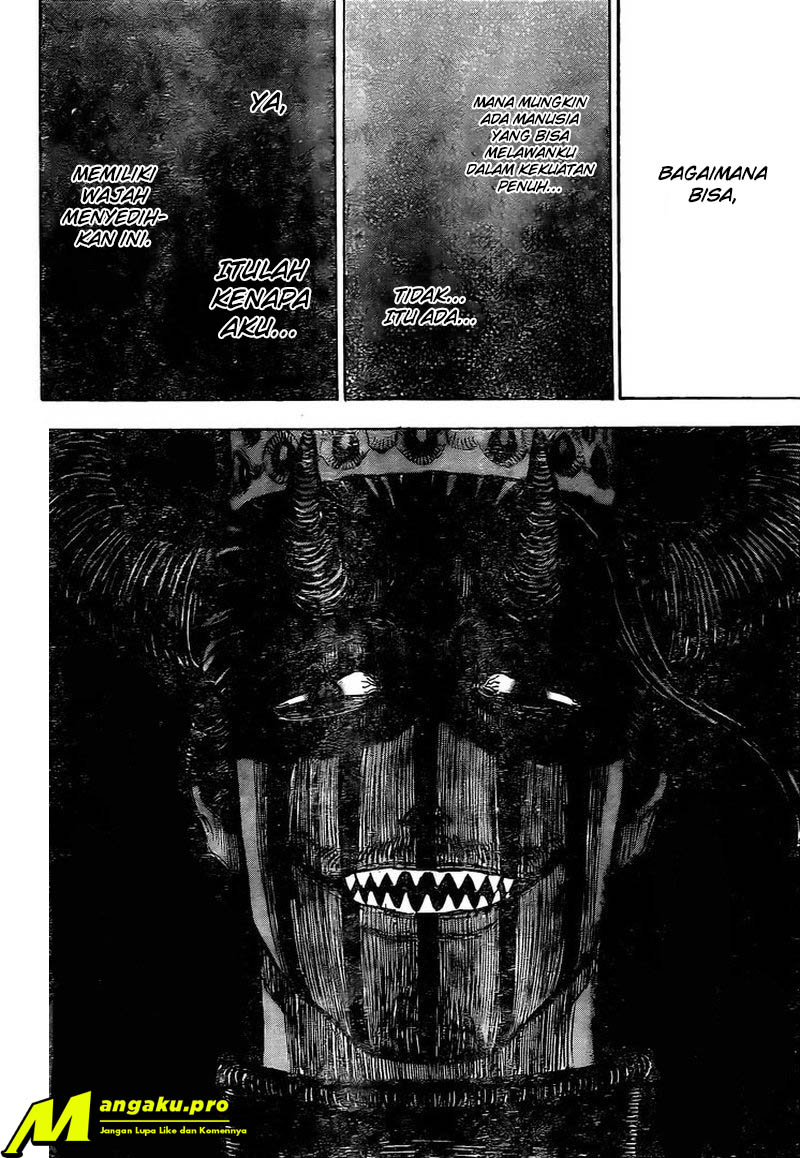 BAGAIMANA
BISA,
MANA MUNGKIN
ADA MANUSIA
YANG BISA
MELAWANKU
DALAM KEKUATAN
PENUH...
TIDAK...
ITU ADA...
YA,
MEMILIKI
WAJAH
MENYEDIH-
KAN INI.
ITULAH
KENAPA
AKU...
Mangaku.pro
Jangan Lupa Like dan Komennya